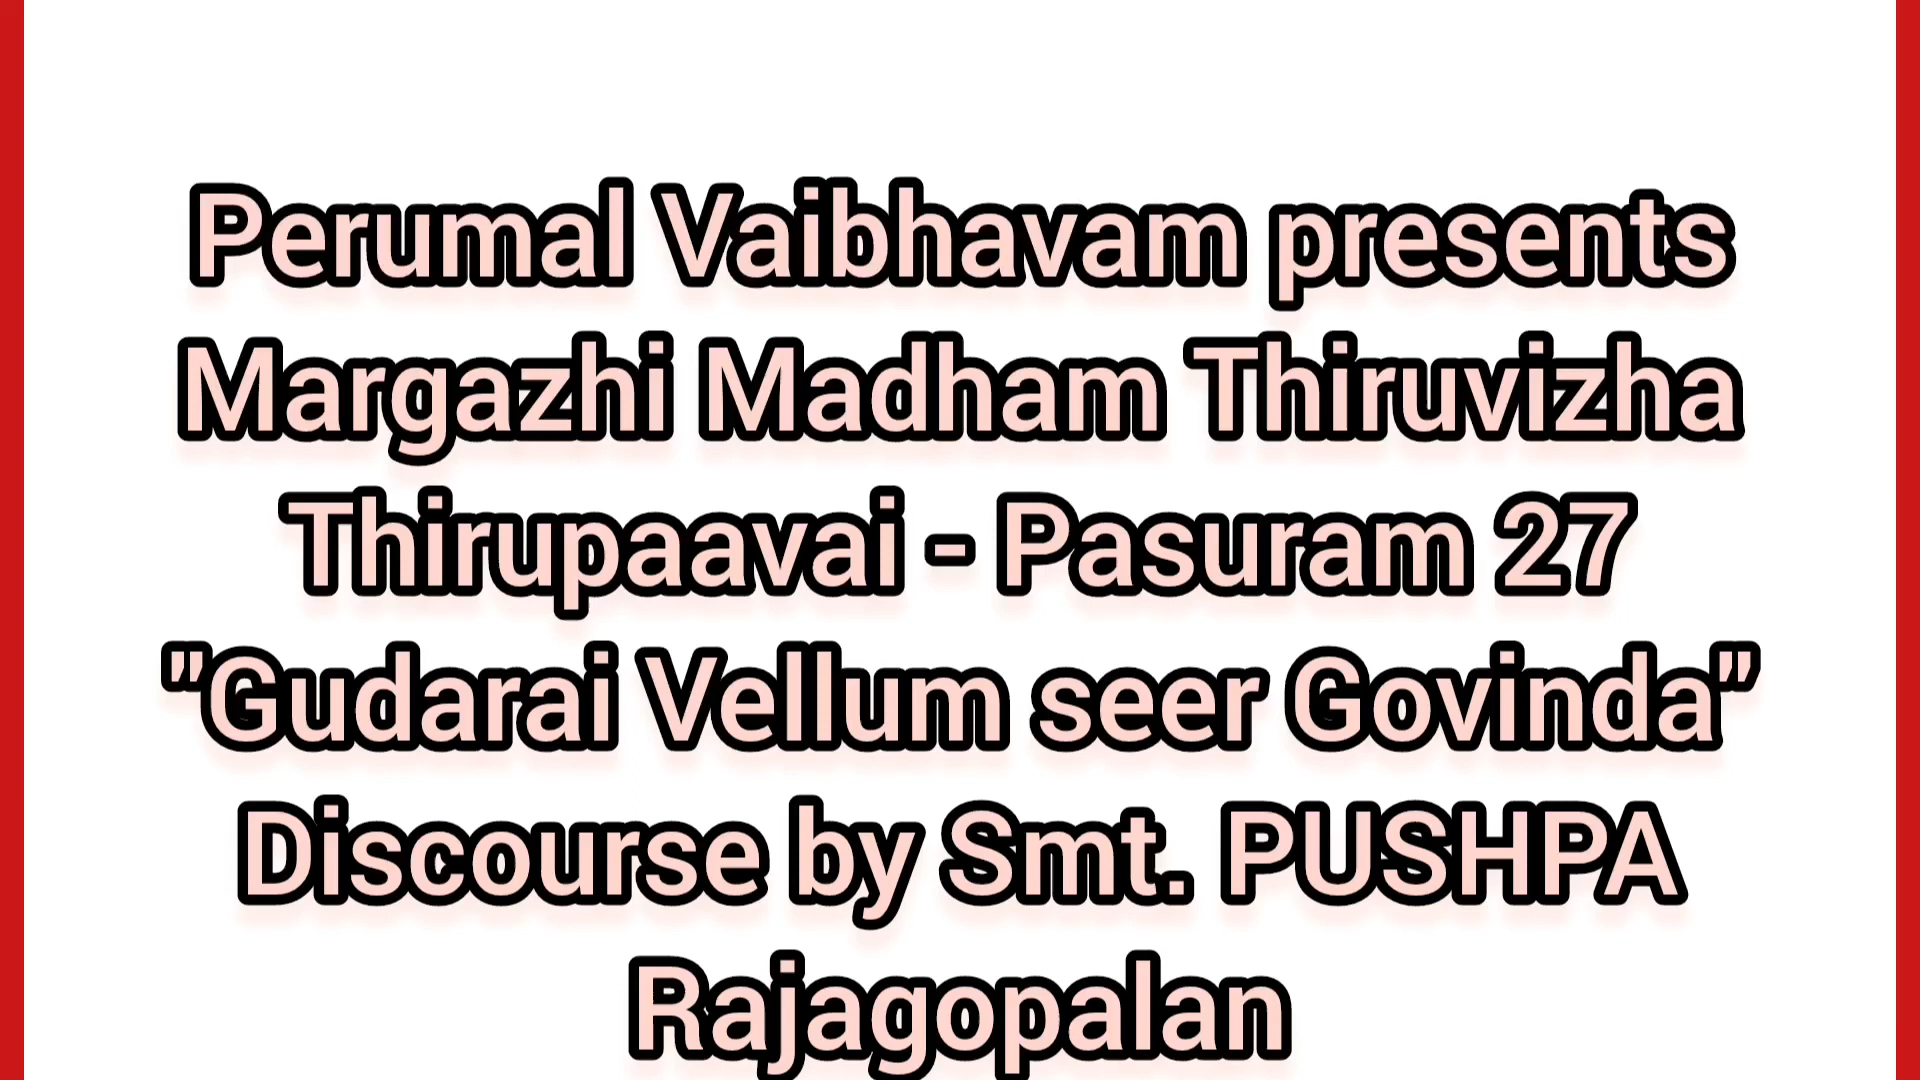 Perumal Vaibhavam presents
Margazhi Madham Thiruvizha
Thirupaavai - Pasuram 27
"Gudarai Vellum seer Govinda"
Discourse by Smt. PUSHPA
Rajagopalan